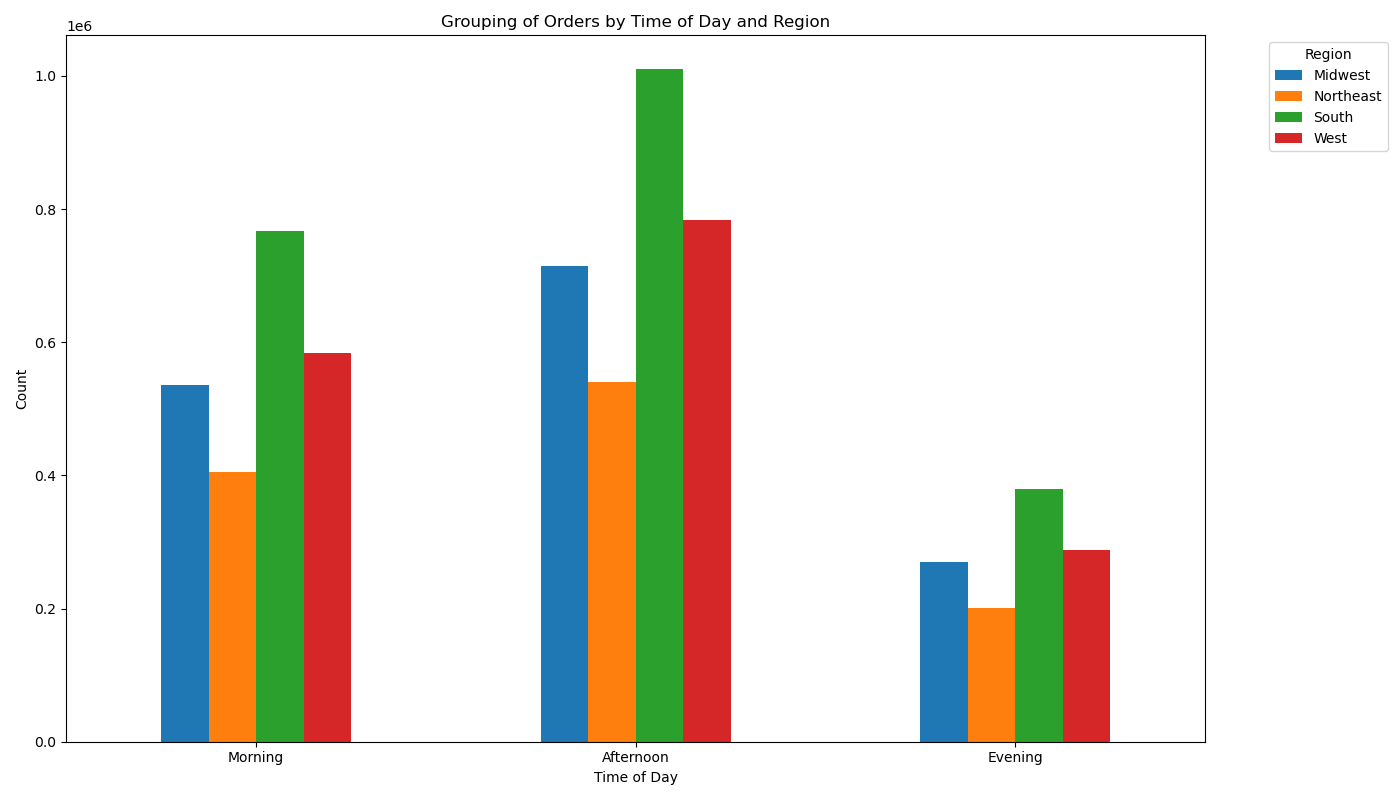 Grouping of Orders by Time of Day and Region
1e6
1.0
0.8
0.6
0.4
0.2
0.0
Count
Morning
Afternoon
Evening
Time of Day
Region
Midwest
Northeast
South
West